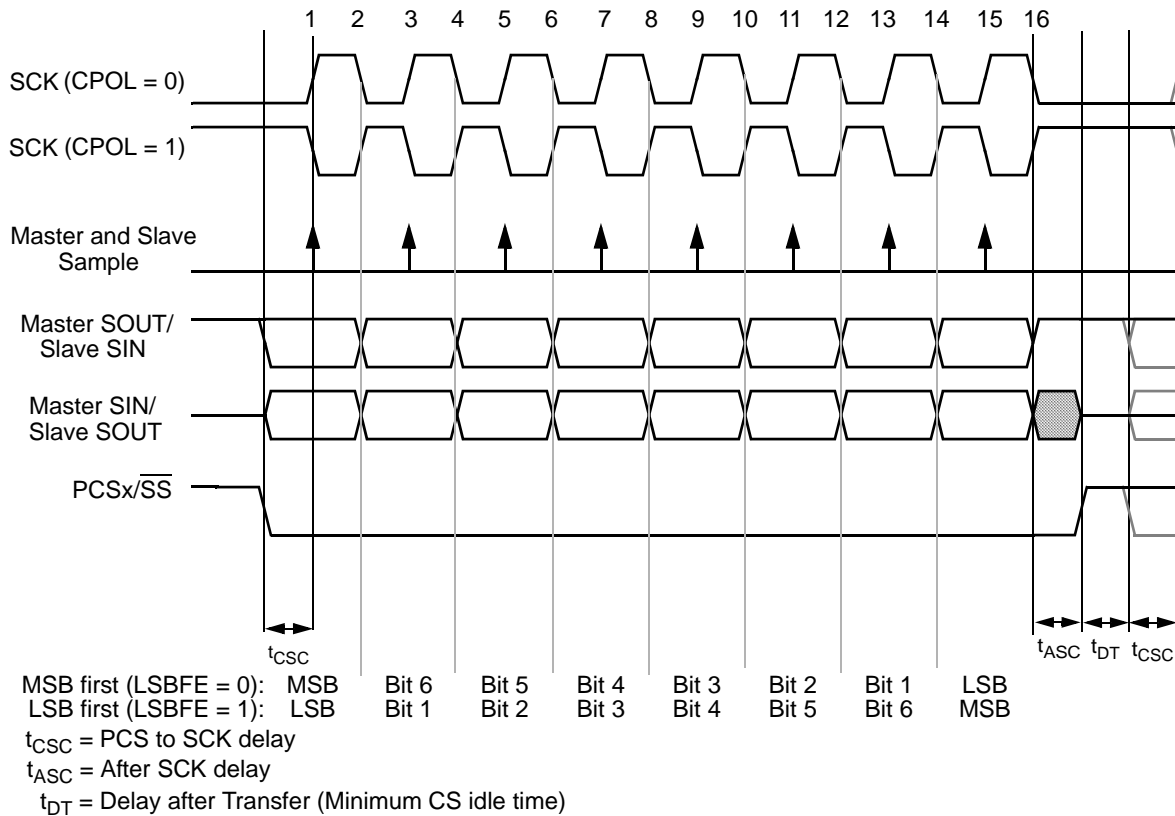 1 2 3 4 5 6 7 8 9 10 11 12 13 14 15 16
SCK (CPOL = 0)
SCK (CPOL = 1)
Master and Slave
Sample
Master SOUT/
Slave SIN
Master SIN/
Slave SOUT
PCSx/S̅S̅
tCSC tASC tDT tCSC
MSB first (LSBFE = 0): MSB Bit 6 Bit 5 Bit 4 Bit 3 Bit 2 Bit 1 LSB
LSB first (LSBFE = 1): LSB Bit 1 Bit 2 Bit 3 Bit 4 Bit 5 Bit 6 MSB
tCSC = PCS to SCK delay
tASC = After SCK delay
tDT = Delay after Transfer (Minimum CS idle time)